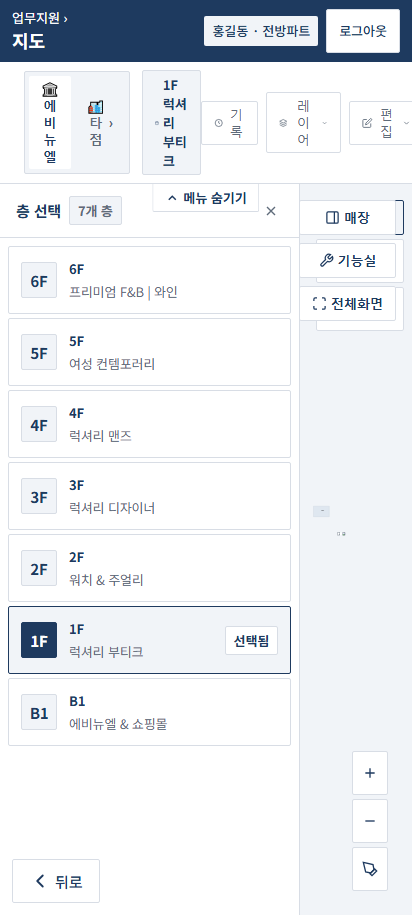 업무지원 ›
지도
홍길동 · 전방파트
로그아웃
에
비
뉴
엘
타
점
›
1F
럭셔
리
부티
크
기
록
레
이
어
편
집
층 선택
7개 층
메뉴 숨기기
×
매장
기능실
전체화면
6F
6F
프리미엄 F&B | 와인
5F
5F
여성 컨템포러리
4F
4F
럭셔리 맨즈
3F
3F
럭셔리 디자이너
2F
2F
워치 & 주얼리
1F
1F
럭셔리 부티크
선택됨
B1
B1
에비뉴엘 & 쇼핑몰
+
−
뒤로